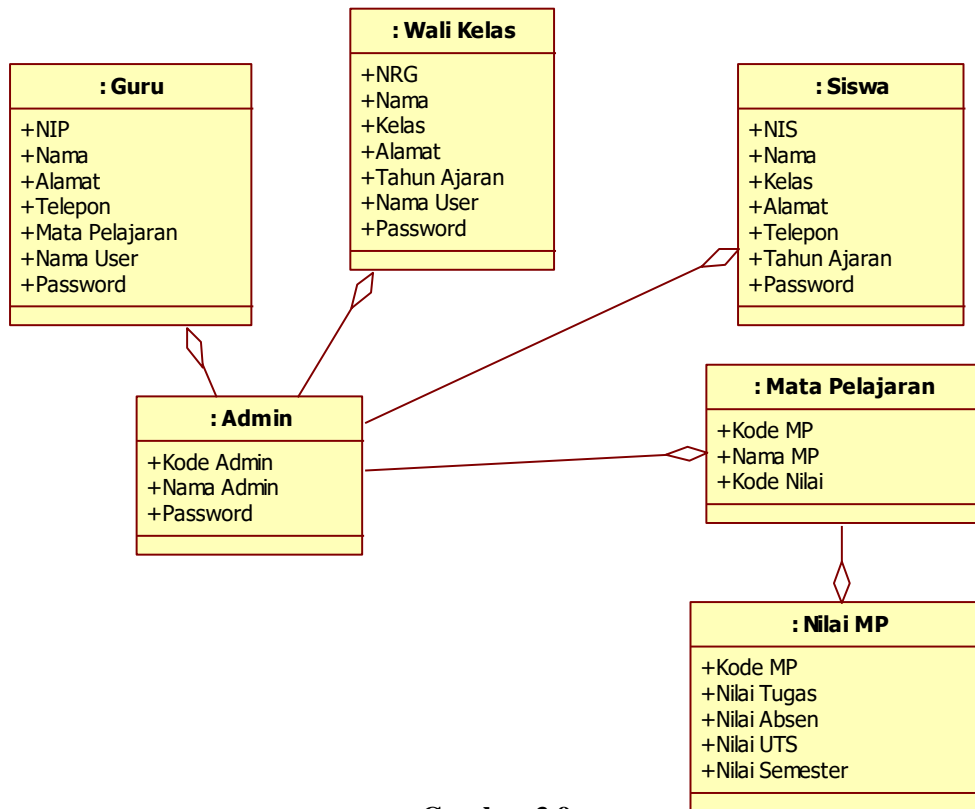 : Wali Kelas
+NRG
+Nama
+Kelas
+Alamat
+Tahun Ajaran
+Nama User
+Password
: Guru
+NIP
+Nama
+Alamat
+Telepon
+Mata Pelajaran
+Nama User
+Password
: Siswa
+NIS
+Nama
+Kelas
+Alamat
+Telepon
+Tahun Ajaran
+Password
: Admin
+Kode Admin
+Nama Admin
+Password
: Mata Pelajaran
+Kode MP
+Nama MP
+Kode Nilai
: Nilai MP
+Kode MP
+Nilai Tugas
+Nilai Absen
+Nilai UTS
+Nilai Semester